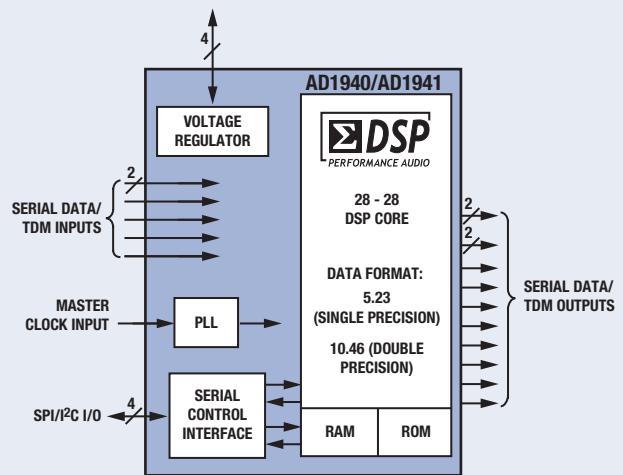 4
AD1940/AD1941
VOLTAGE
REGULATOR
ΣDSP
PERFORMANCE AUDIO
2
SERIAL DATA/
TDM INPUTS
28 - 28
DSP CORE
2
2
SERIAL DATA/
TDM OUTPUTS
DATA FORMAT:
5.23
(SINGLE PRECISION)
10.46 (DOUBLE
PRECISION)
MASTER
CLOCK INPUT
PLL
SPI/I²C I/O
4
SERIAL
CONTROL
INTERFACE
RAM
ROM